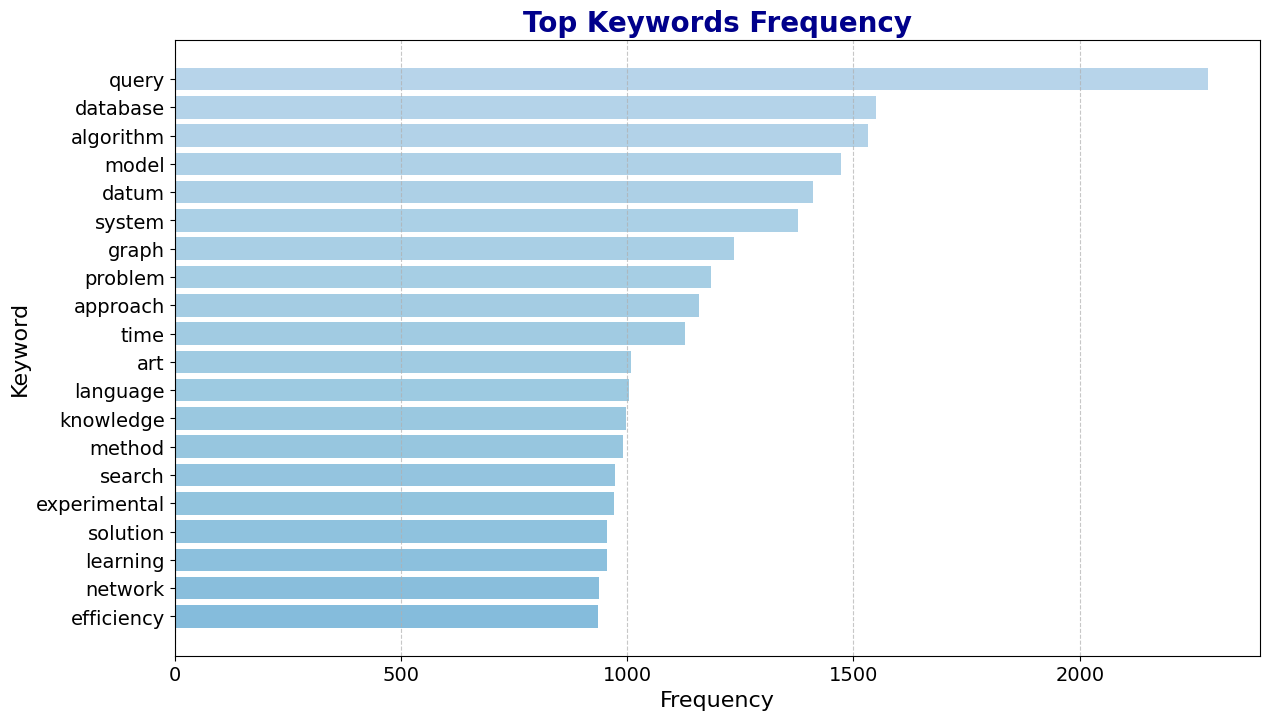 Top Keywords Frequency
query
database
algorithm
model
datum
system
graph
problem
approach
time
art
language
knowledge
method
search
experimental
solution
learning
network
efficiency
Keyword
0 500 1000 1500 2000
Frequency